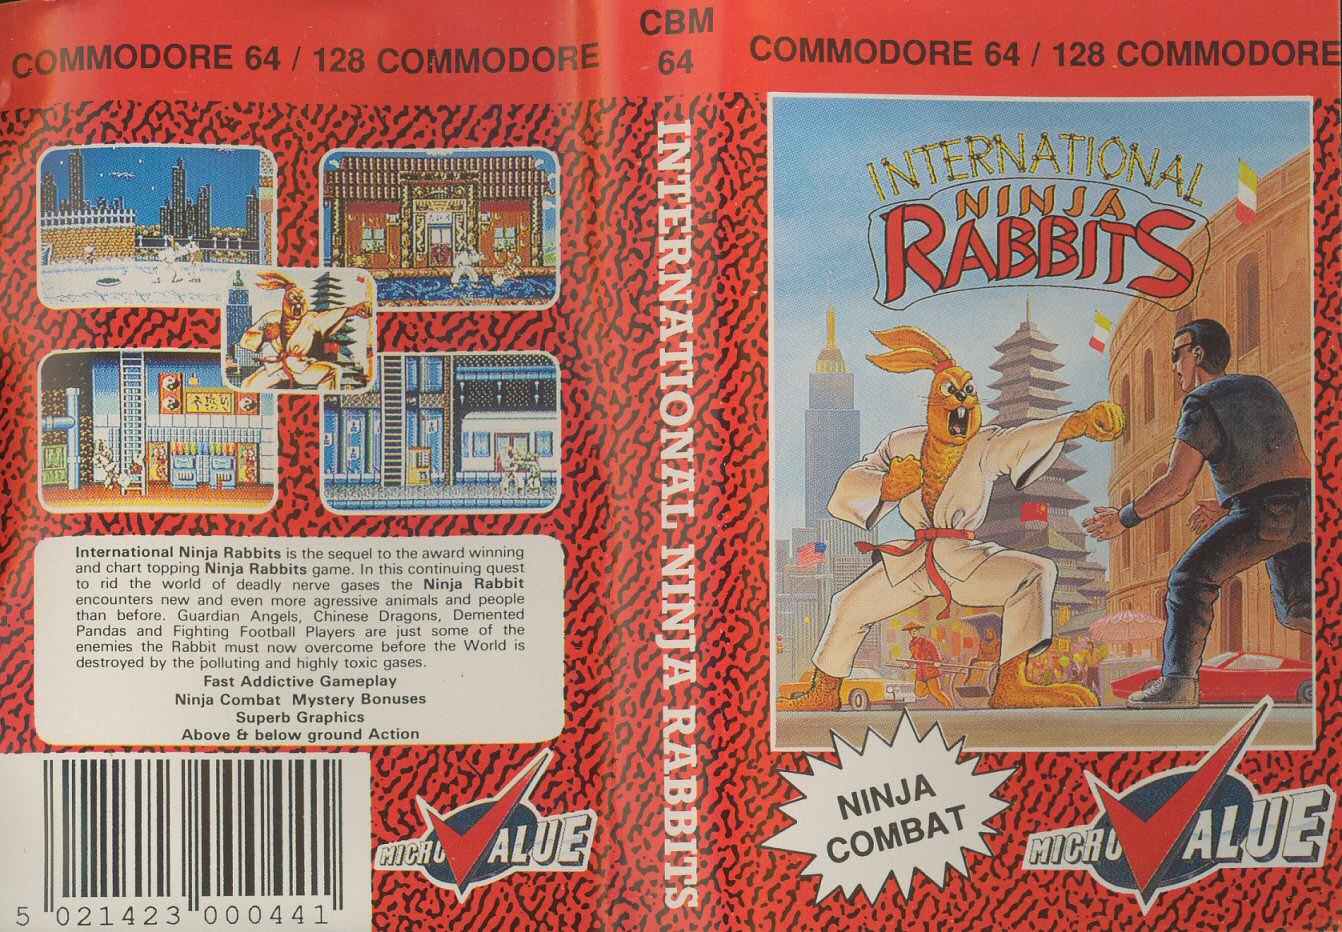 COMMODORE 64 / 128 COMMODORE
International Ninja Rabbits is the sequel to the award winning
and chart topping Ninja Rabbits game. In this continuing quest
to rid the world of deadly nerve gases the Ninja Rabbit
encounters new and even more agressive animals and people
than before. Guardian Angels, Chinese Dragons, Demented
Pandas and Fighting Football Players are just some of the
enemies the Rabbit must now overcome before the World is
destroyed by the polluting and highly toxic gases.
Fast Addictive Gameplay
Ninja Combat Mystery Bonuses
Superb Graphics
Above & below ground Action
5 021423 000441
MICRO VALUE
CBM
64
INTERNATIONAL NINJA RABBITS
COMMODORE 64 / 128 COMMODORE
INTERNATIONAL
NINJA
RABBITS
NINJA
COMBAT
MICRO VALUE